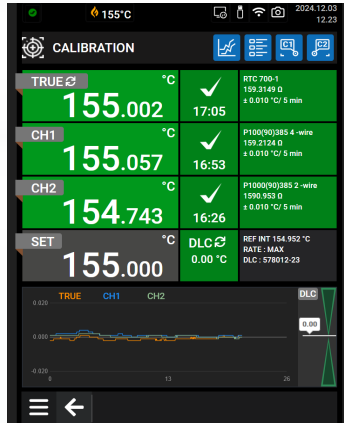 155°C
2024.12.03
12.23
CALIBRATION
C1
C2
TRUE
°C
155.002
17:05
RTC 700-1
159.3149 Ω
± 0.010 °C/ 5 min
CH1
°C
155.057
16:53
P100(90)385 4 -wire
159.2124 Ω
± 0.010 °C/ 5 min
CH2
°C
154.743
16:26
P1000(90)385 2 -wire
1590.953 Ω
± 0.010 °C/ 5 min
SET
°C
155.000
DLC
0.00 °C
REF INT 154.952 °C
RATE : MAX
DLC : 578012-23
TRUE CH1 CH2
DLC
0.020
0.00
0.000
-0.020
0 13 26